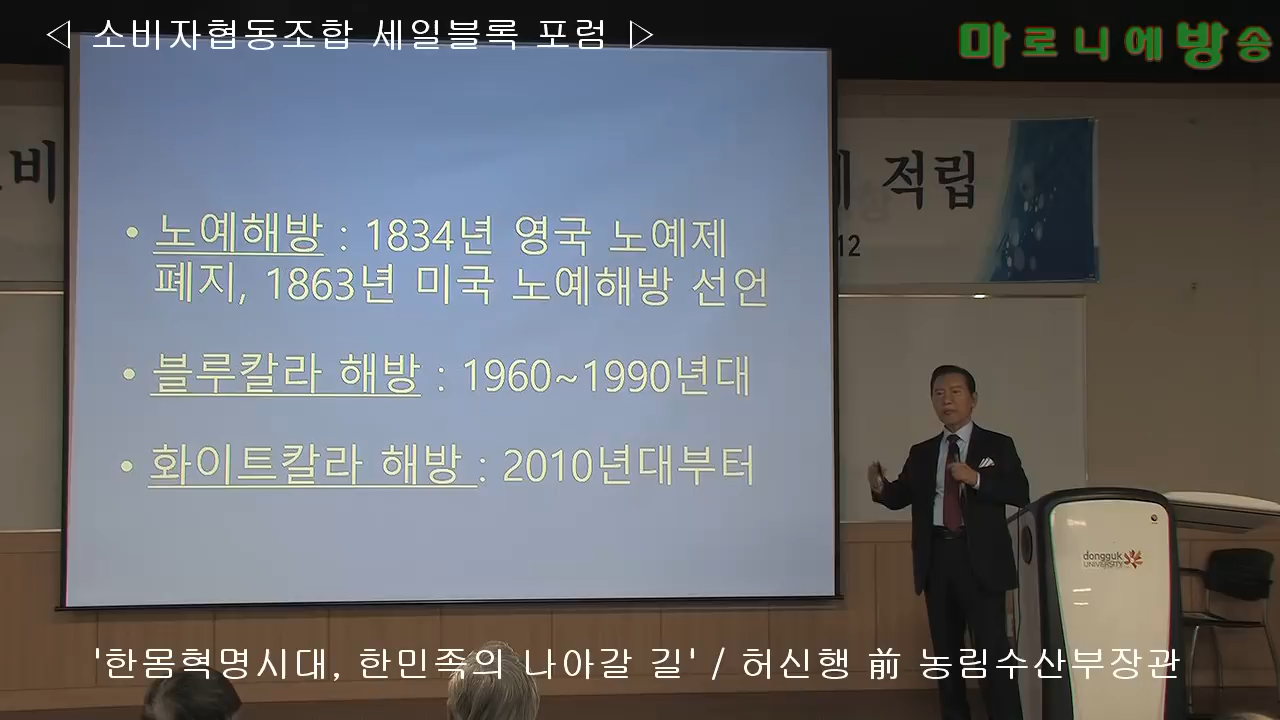 ◁ 소비자협동조합 세일블록 포럼 ▷
마로니에방송
비
적립
12
• 노예해방 : 1834년 영국 노예제
폐지, 1863년 미국 노예해방 선언
• 블루칼라 해방 : 1960~1990년대
• 화이트칼라 해방 : 2010년대부터
dongguk
UNIVERSITY
'한몸혁명시대, 한민족의 나아갈 길' / 허신행 前 농림수산부장관